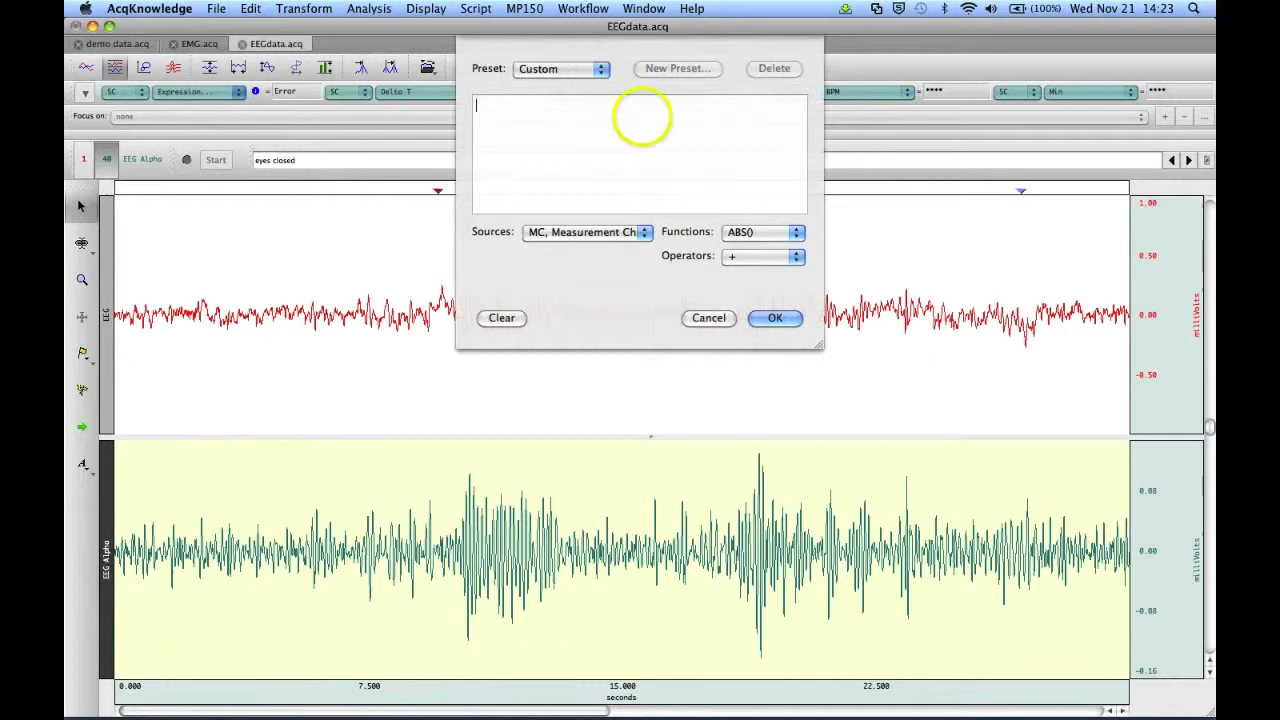 AcqKnowledge File Edit Transform Analysis Display Script MP150 Workflow Window Help (100%) Wed Nov 21 14:23
EEGdata.acq
demo data.acq EMG.acq EEGdata.acq
Preset: Custom New Preset... Delete
SC Expression... Error SC Delta T BPM **** SC Min ****
Focus on: none
1 40 EEG Alpha Start eyes closed
Sources: MC, Measurement Ch Functions: ABS()
Operators: +
Clear Cancel OK
EEG
1.00
0.50
0.00
-0.50
milliVolts
EEG Alpha
0.08
0.00
-0.08
-0.16
milliVolts
0.000 7.500 15.000 22.500
seconds